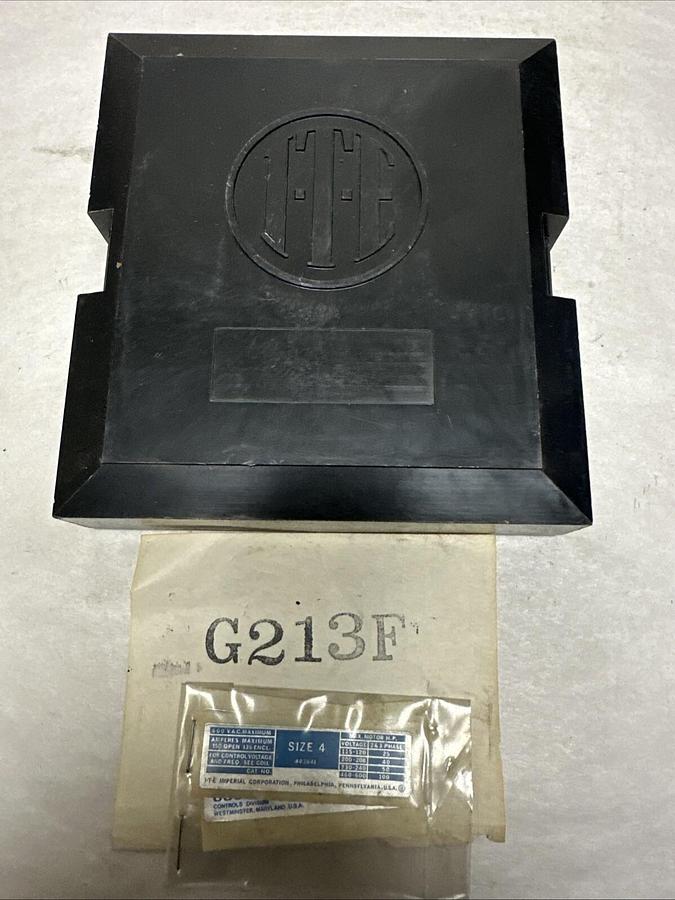 I-T-E
G213F
600 V.A.C. MAXIMUM
AMPERES MAXIMUM
150 OPEN 135 ENCL.
FOR CONTROL VOLTAGE
AND FREQ. SEE COIL
CAT NO.
SIZE 4
MAX. MOTOR H.P.
VOLTAGE 2&3 PHASE
115-120 25
200-208 40
230-240 50
460-600 100
I-T-E IMPERIAL CORPORATION, PHILADELPHIA, PENNSYLVANIA, U.S.A.
CONTROLS DIVISION
WESTMINSTER, MARYLAND, U.S.A.